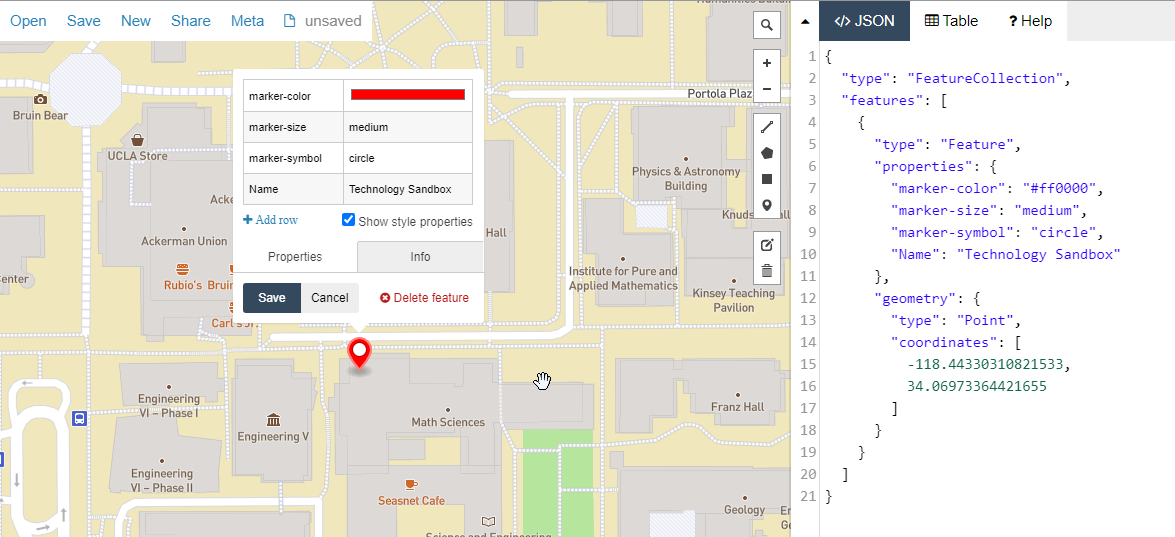 Open Save New Share Meta unsaved
</> JSON Table ? Help
Portola Plaz
Bruin Bear
UCLA Store
Acke
Ackerman Union
Rubio's Bruin
Carl's Jr.
Center
Hall
Physics & Astronomy
Building
Knuds
all
Institute for Pure and
Applied Mathematics
Kinsey Teaching
Pavilion
marker-color
marker-size medium
marker-symbol circle
Name Technology Sandbox
+ Add row Show style properties
Properties Info
Save Cancel Delete feature
Engineering
VI – Phase I
Engineering V
Math Sciences
Franz Hall
Engineering
VI – Phase II
Seasnet Cafe
Geology
1 {
2 "type": "FeatureCollection",
3 "features": [
4 {
5 "type": "Feature",
6 "properties": {
7 "marker-color": "#ff0000",
8 "marker-size": "medium",
9 "marker-symbol": "circle",
10 "Name": "Technology Sandbox"
11 },
12 "geometry": {
13 "type": "Point",
14 "coordinates": [
15 -118.44330310821533,
16 34.06973364421655
17 ]
18 }
19 }
20 ]
21 }